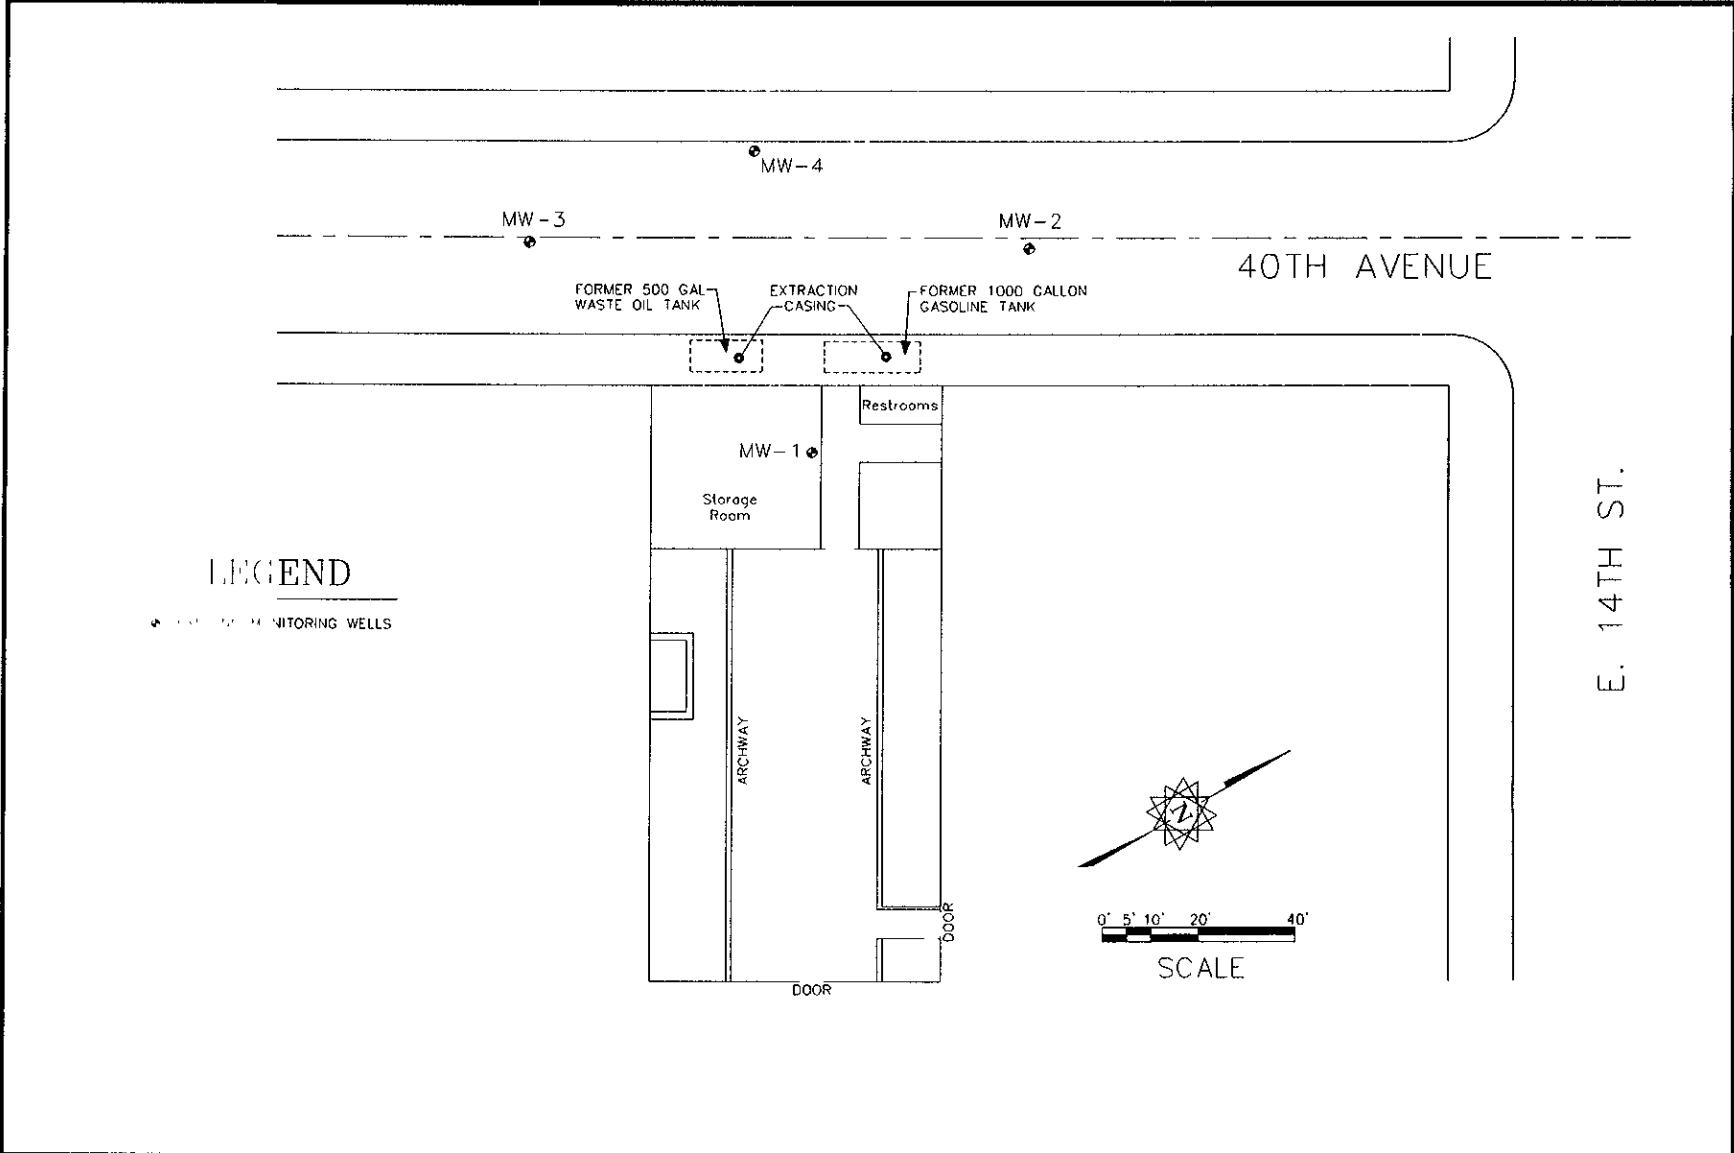 MW-4
MW-3
MW-2
40TH AVENUE
FORMER 500 GAL
WASTE OIL TANK
EXTRACTION
CASING
FORMER 1000 GALLON
GASOLINE TANK
Restrooms
MW-1
Storage
Room
E. 14TH ST.
LEGEND
MONITORING WELLS
ARCHWAY
ARCHWAY
N
DOOR
DOOR
0' 5' 10' 20' 40'
SCALE